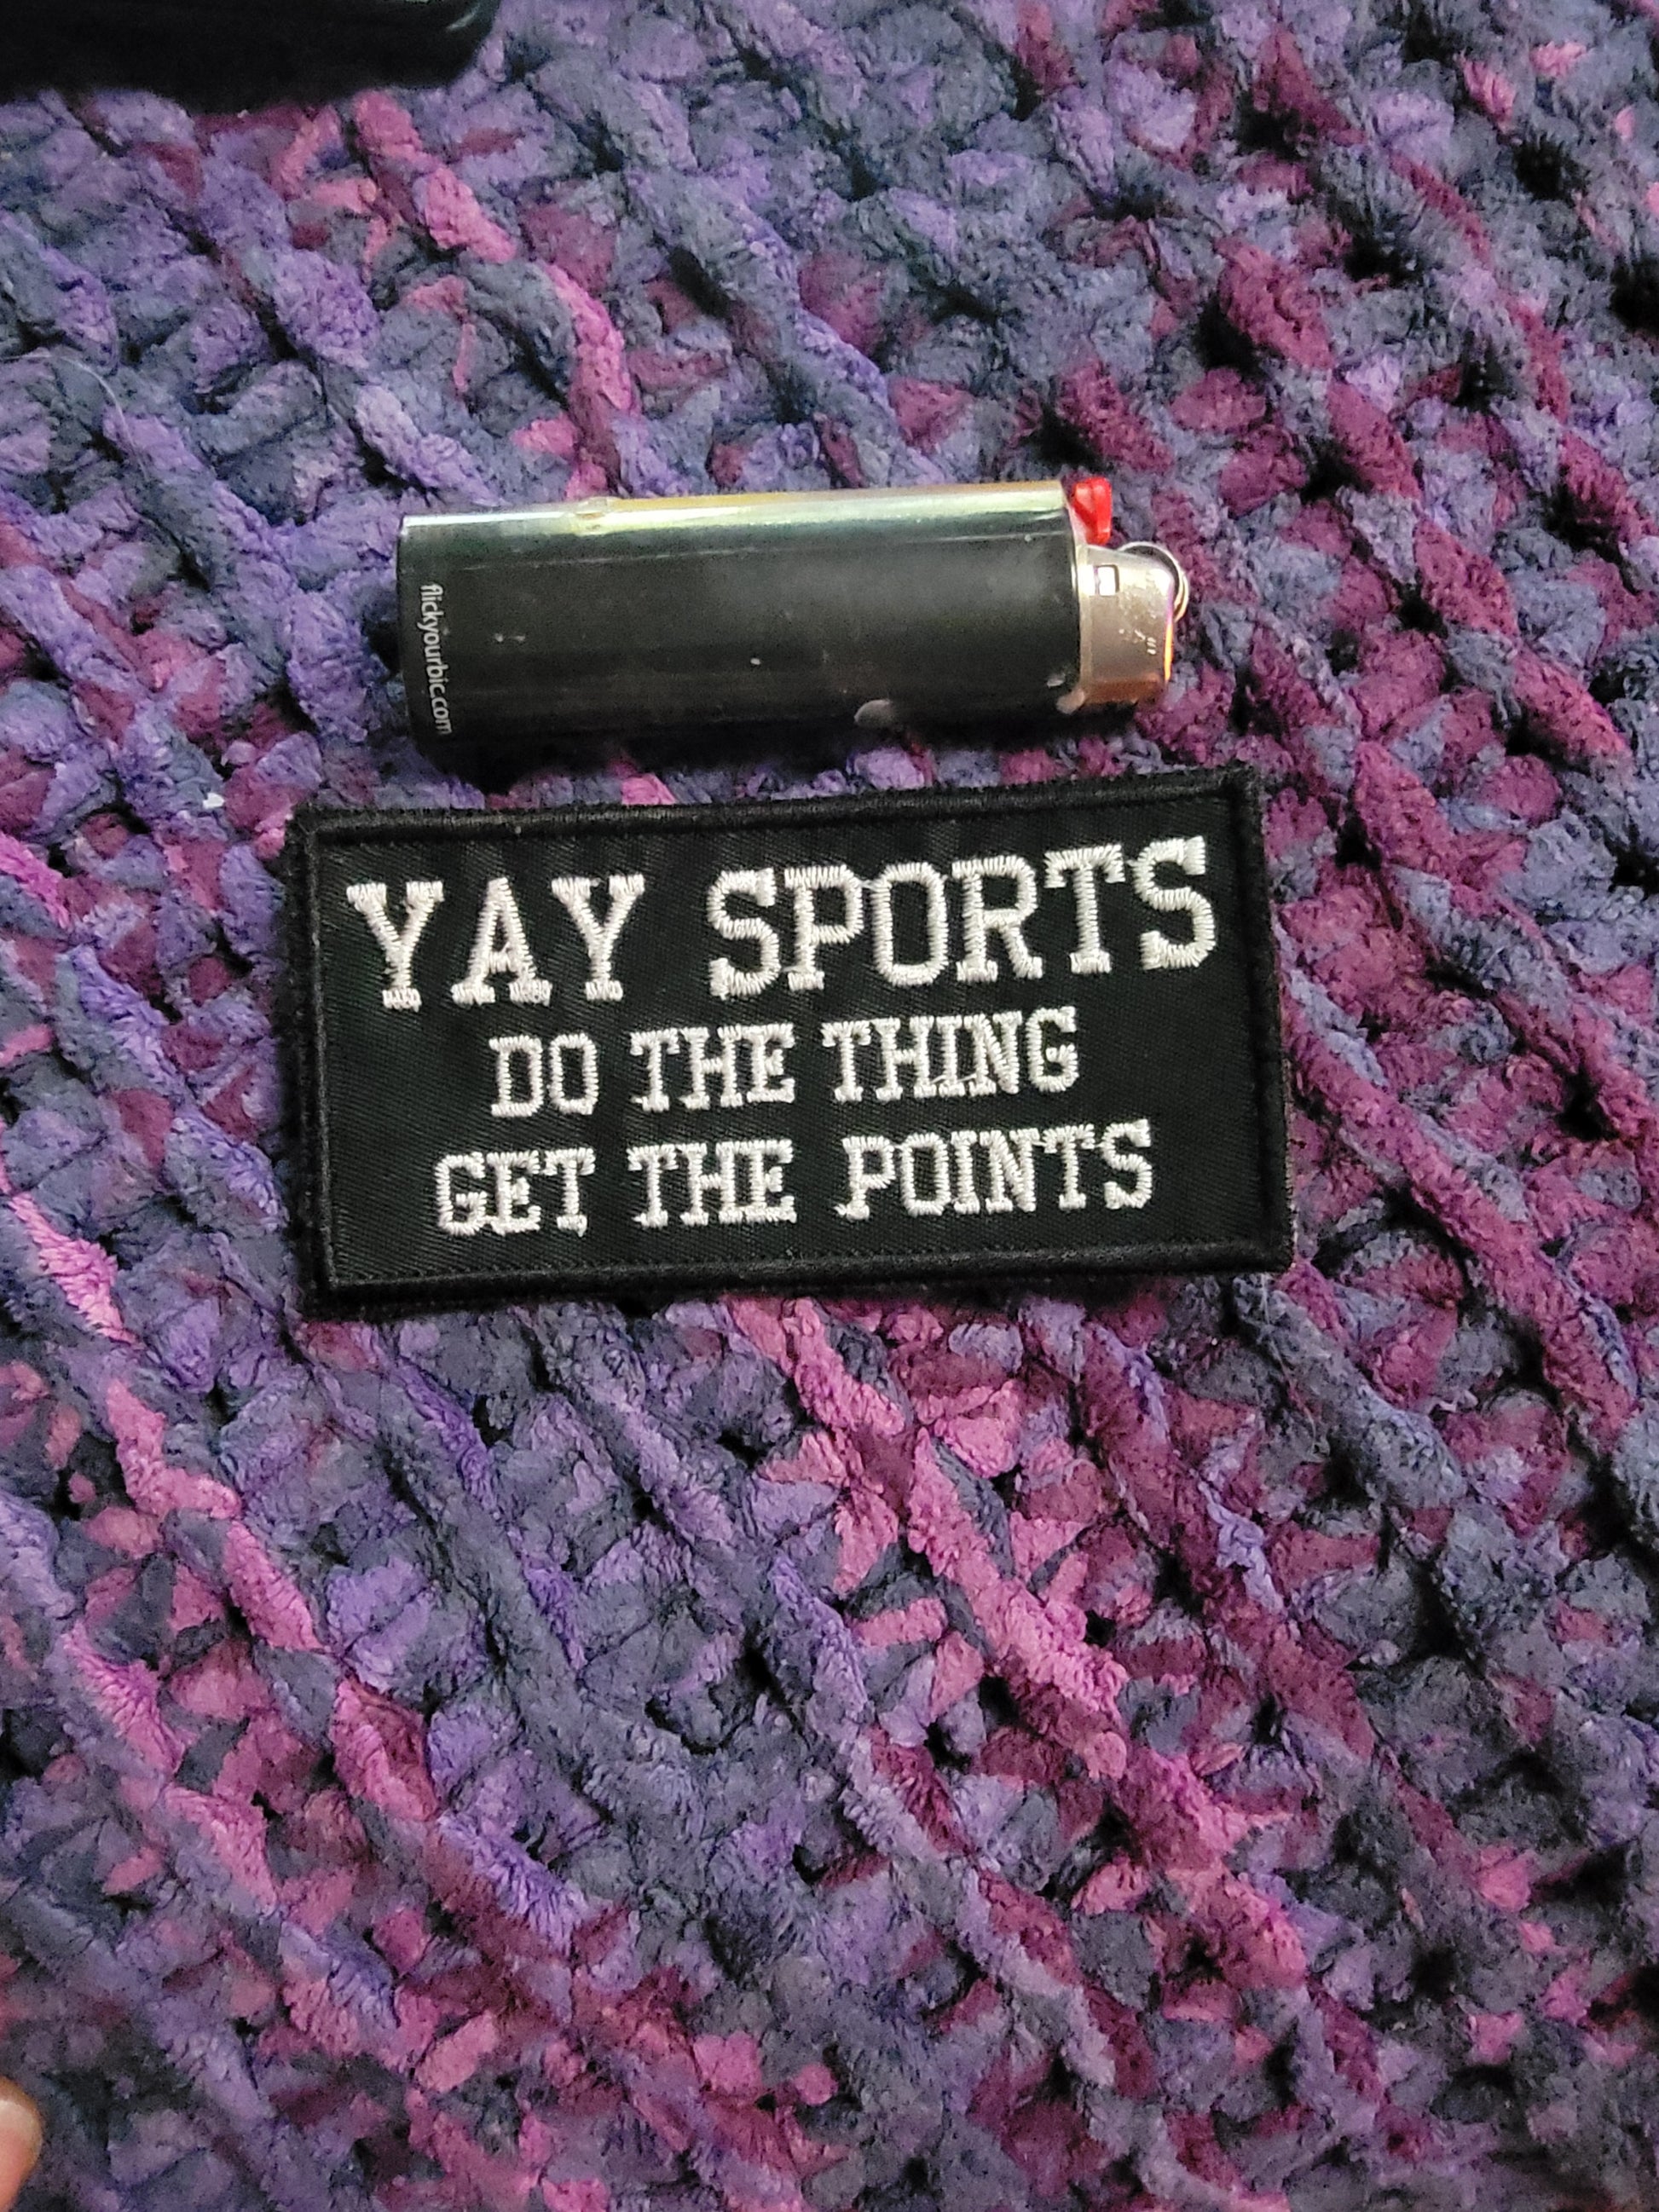 flickyourbic.com
YAY SPORTS
DO THE THING
GET THE POINTS